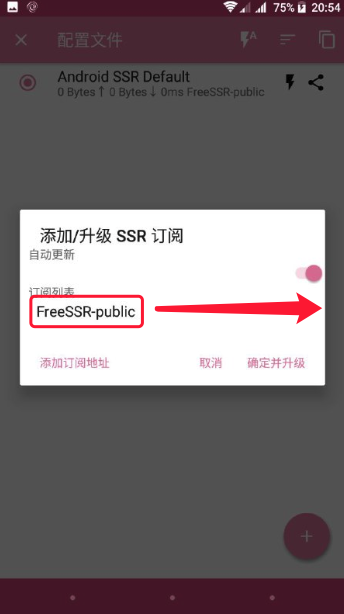 75% 20:54
配置文件
A
Android SSR Default
0 Bytes↑ 0 Bytes↓ 0ms FreeSSR-public
添加/升级 SSR 订阅
自动更新
订阅列表
FreeSSR-public
添加订阅地址 取消 确定并升级